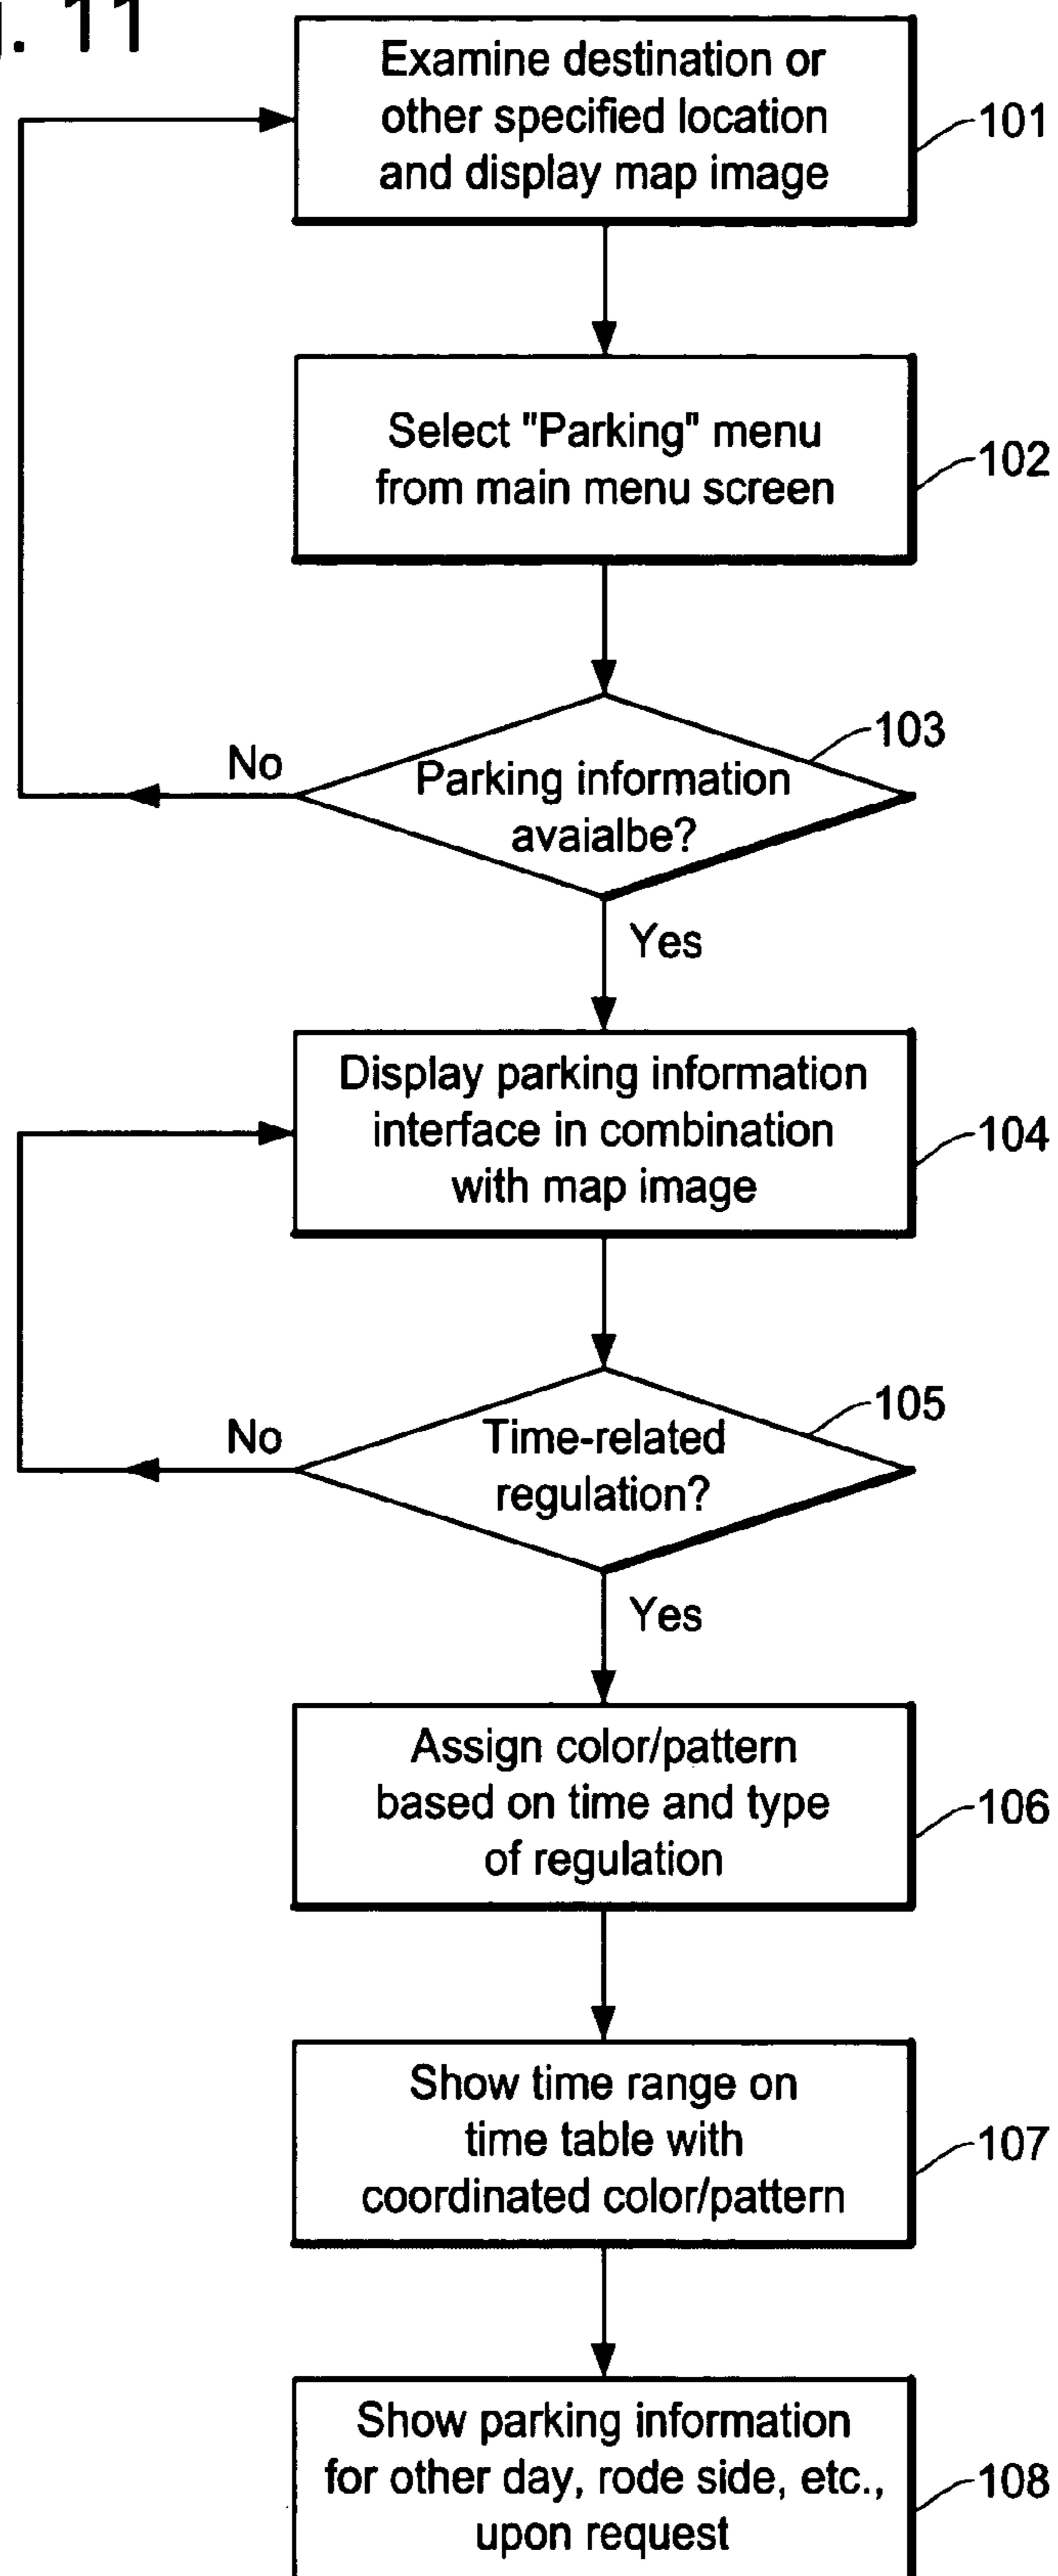 . 11
Examine destination or
other specified location
and display map image
101
Select "Parking" menu
from main menu screen
102
103
No
Parking information
avaialbe?
Yes
Display parking information
interface in combination
with map image
104
105
No
Time-related
regulation?
Yes
Assign color/pattern
based on time and type
of regulation
106
Show time range on
time table with
coordinated color/pattern
107
Show parking information
for other day, rode side, etc.,
upon request
108